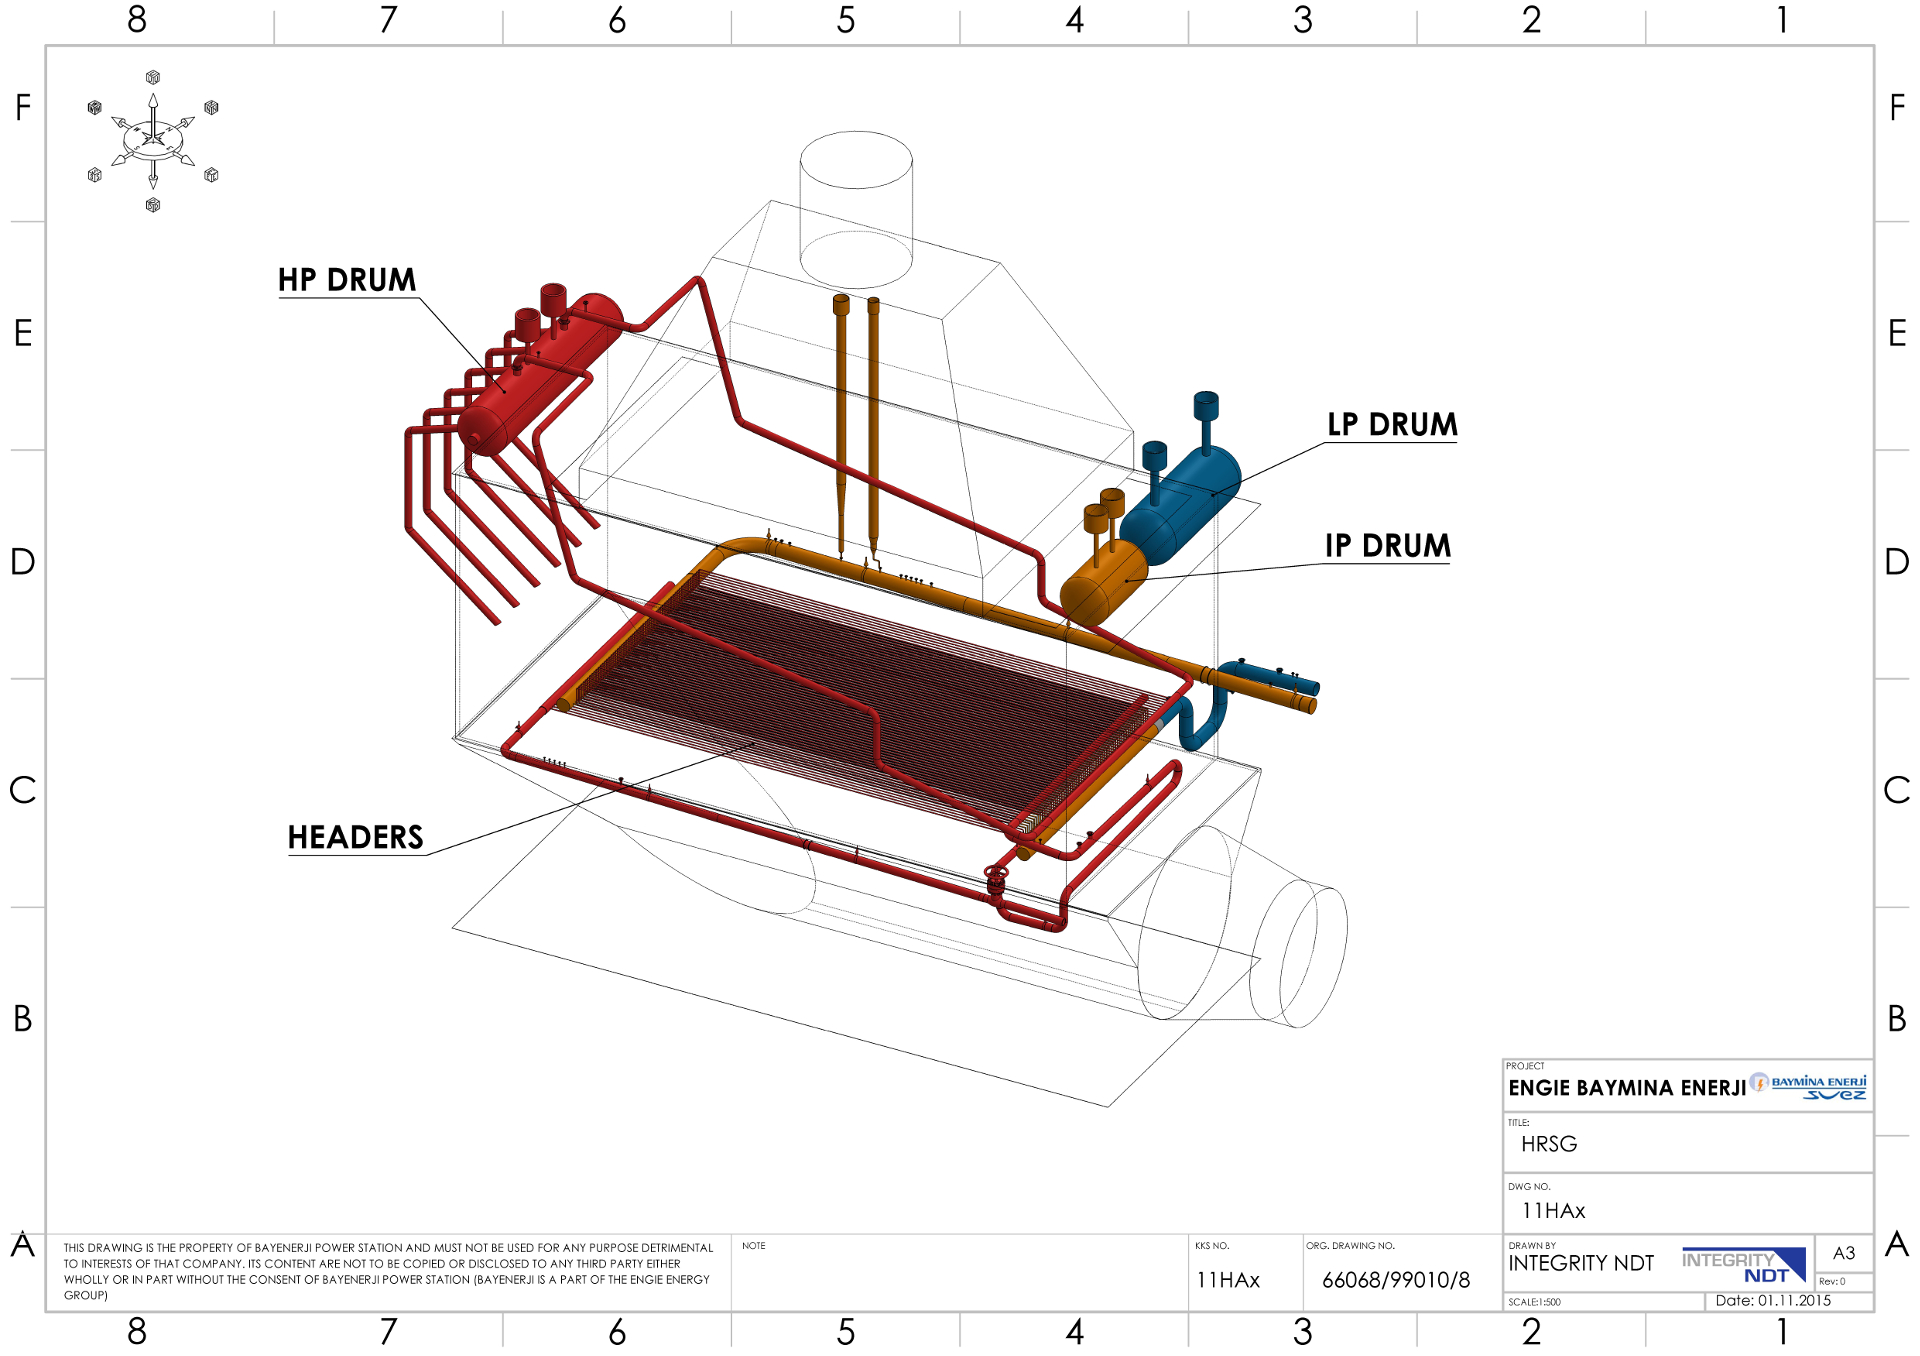 8 7 6 5 4 3 2 1
F F
HP DRUM
E E
LP DRUM
IP DRUM
D D
C C
HEADERS
B B
PROJECT
ENGIE BAYMINA ENERJI
BAYMİNA ENERJİ
SUEZ
TITLE:
HRSG
DWG NO.
11HAx
A A
THIS DRAWING IS THE PROPERTY OF BAYENERJI POWER STATION AND MUST NOT BE USED FOR ANY PURPOSE DETRIMENTAL
TO INTERESTS OF THAT COMPANY. ITS CONTENT ARE NOT TO BE COPIED OR DISCLOSED TO ANY THIRD PARTY EITHER
WHOLLY OR IN PART WITHOUT THE CONSENT OF BAYENERJI POWER STATION (BAYENERJI IS A PART OF THE ENGIE ENERGY
GROUP)
NOTE
KKS NO.
11HAx
ORG. DRAWING NO.
66068/99010/8
DRAWN BY
INTEGRITY NDT
INTEGRITY
NDT
A3
Rev: 0
SCALE:1:500
Date: 01.11.2015
8 7 6 5 4 3 2 1